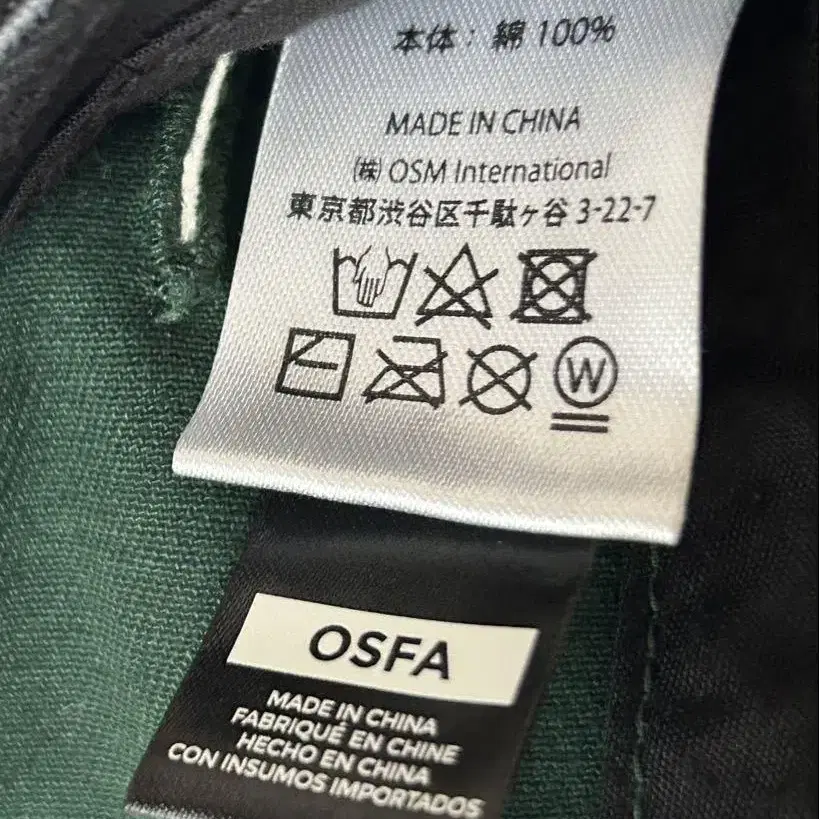 本体：綿 100%
MADE IN CHINA
㈱ OSM International
東京都渋谷区千駄ヶ谷 3-22-7
W
OSFA
MADE IN CHINA
FABRIQUÉ EN CHINE
HECHO EN CHINA
CON INSUMOS IMPORTADOS